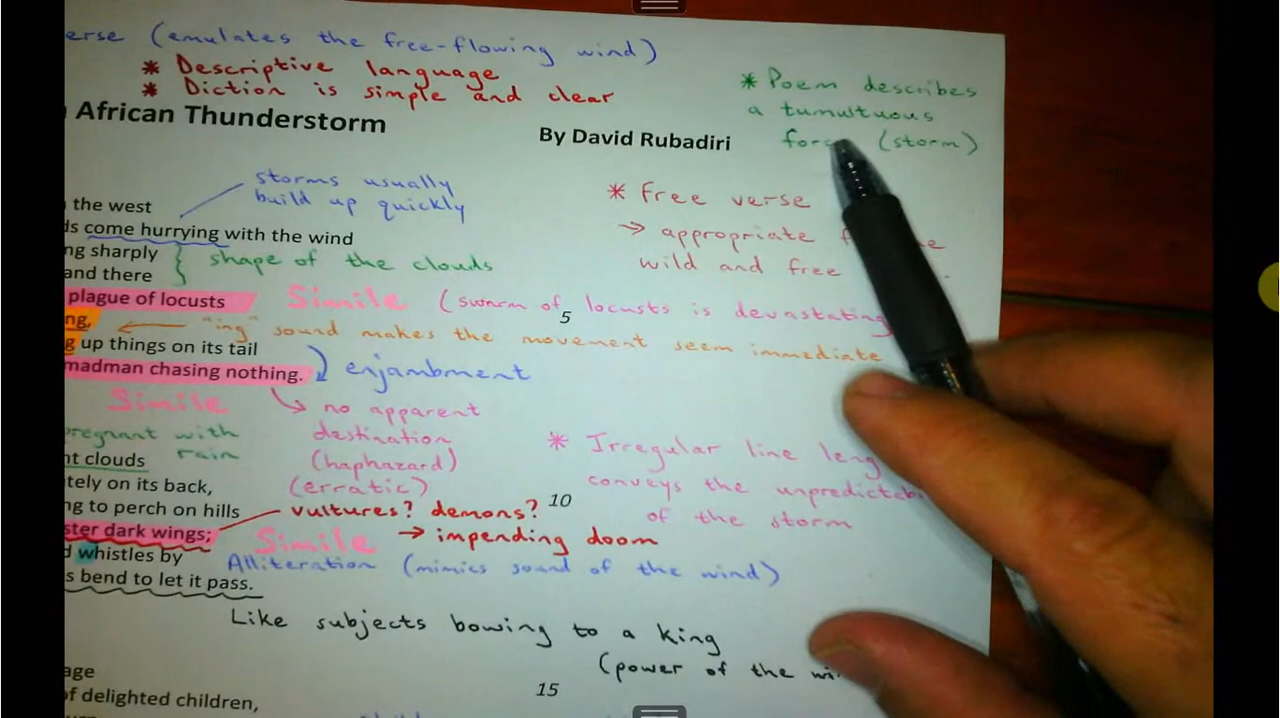 erse (emulates the free-flowing wind)
* Descriptive language
* Diction is simple and clear
African Thunderstorm
By David Rubadiri
* Poem describes
a tumultuous
(storm)
storms usually
build up quickly
* Free verse
→ appropriate
wild and free
the west
ds come hurrying with the wind
ng sharply
and there
shape of the clouds
plague of locusts
Simile (swarm of locusts is devastating
5
ng,
← "ing" sound makes the movement seem immediate
g up things on its tail
madman chasing nothing.
enjambment
Simile
no apparent
destination
(haphazard)
(erratic)
pregnant with
rain
nt clouds
* Irregular line
conveys the
of the storm
tely on its back,
ng to perch on hills
10
vultures? demons?
ster dark wings;
Simile → impending doom
d whistles by
Alliteration (mimics sound of the wind)
s bend to let it pass.
Like subjects bowing to a king
(power of the
age
of delighted children,
15